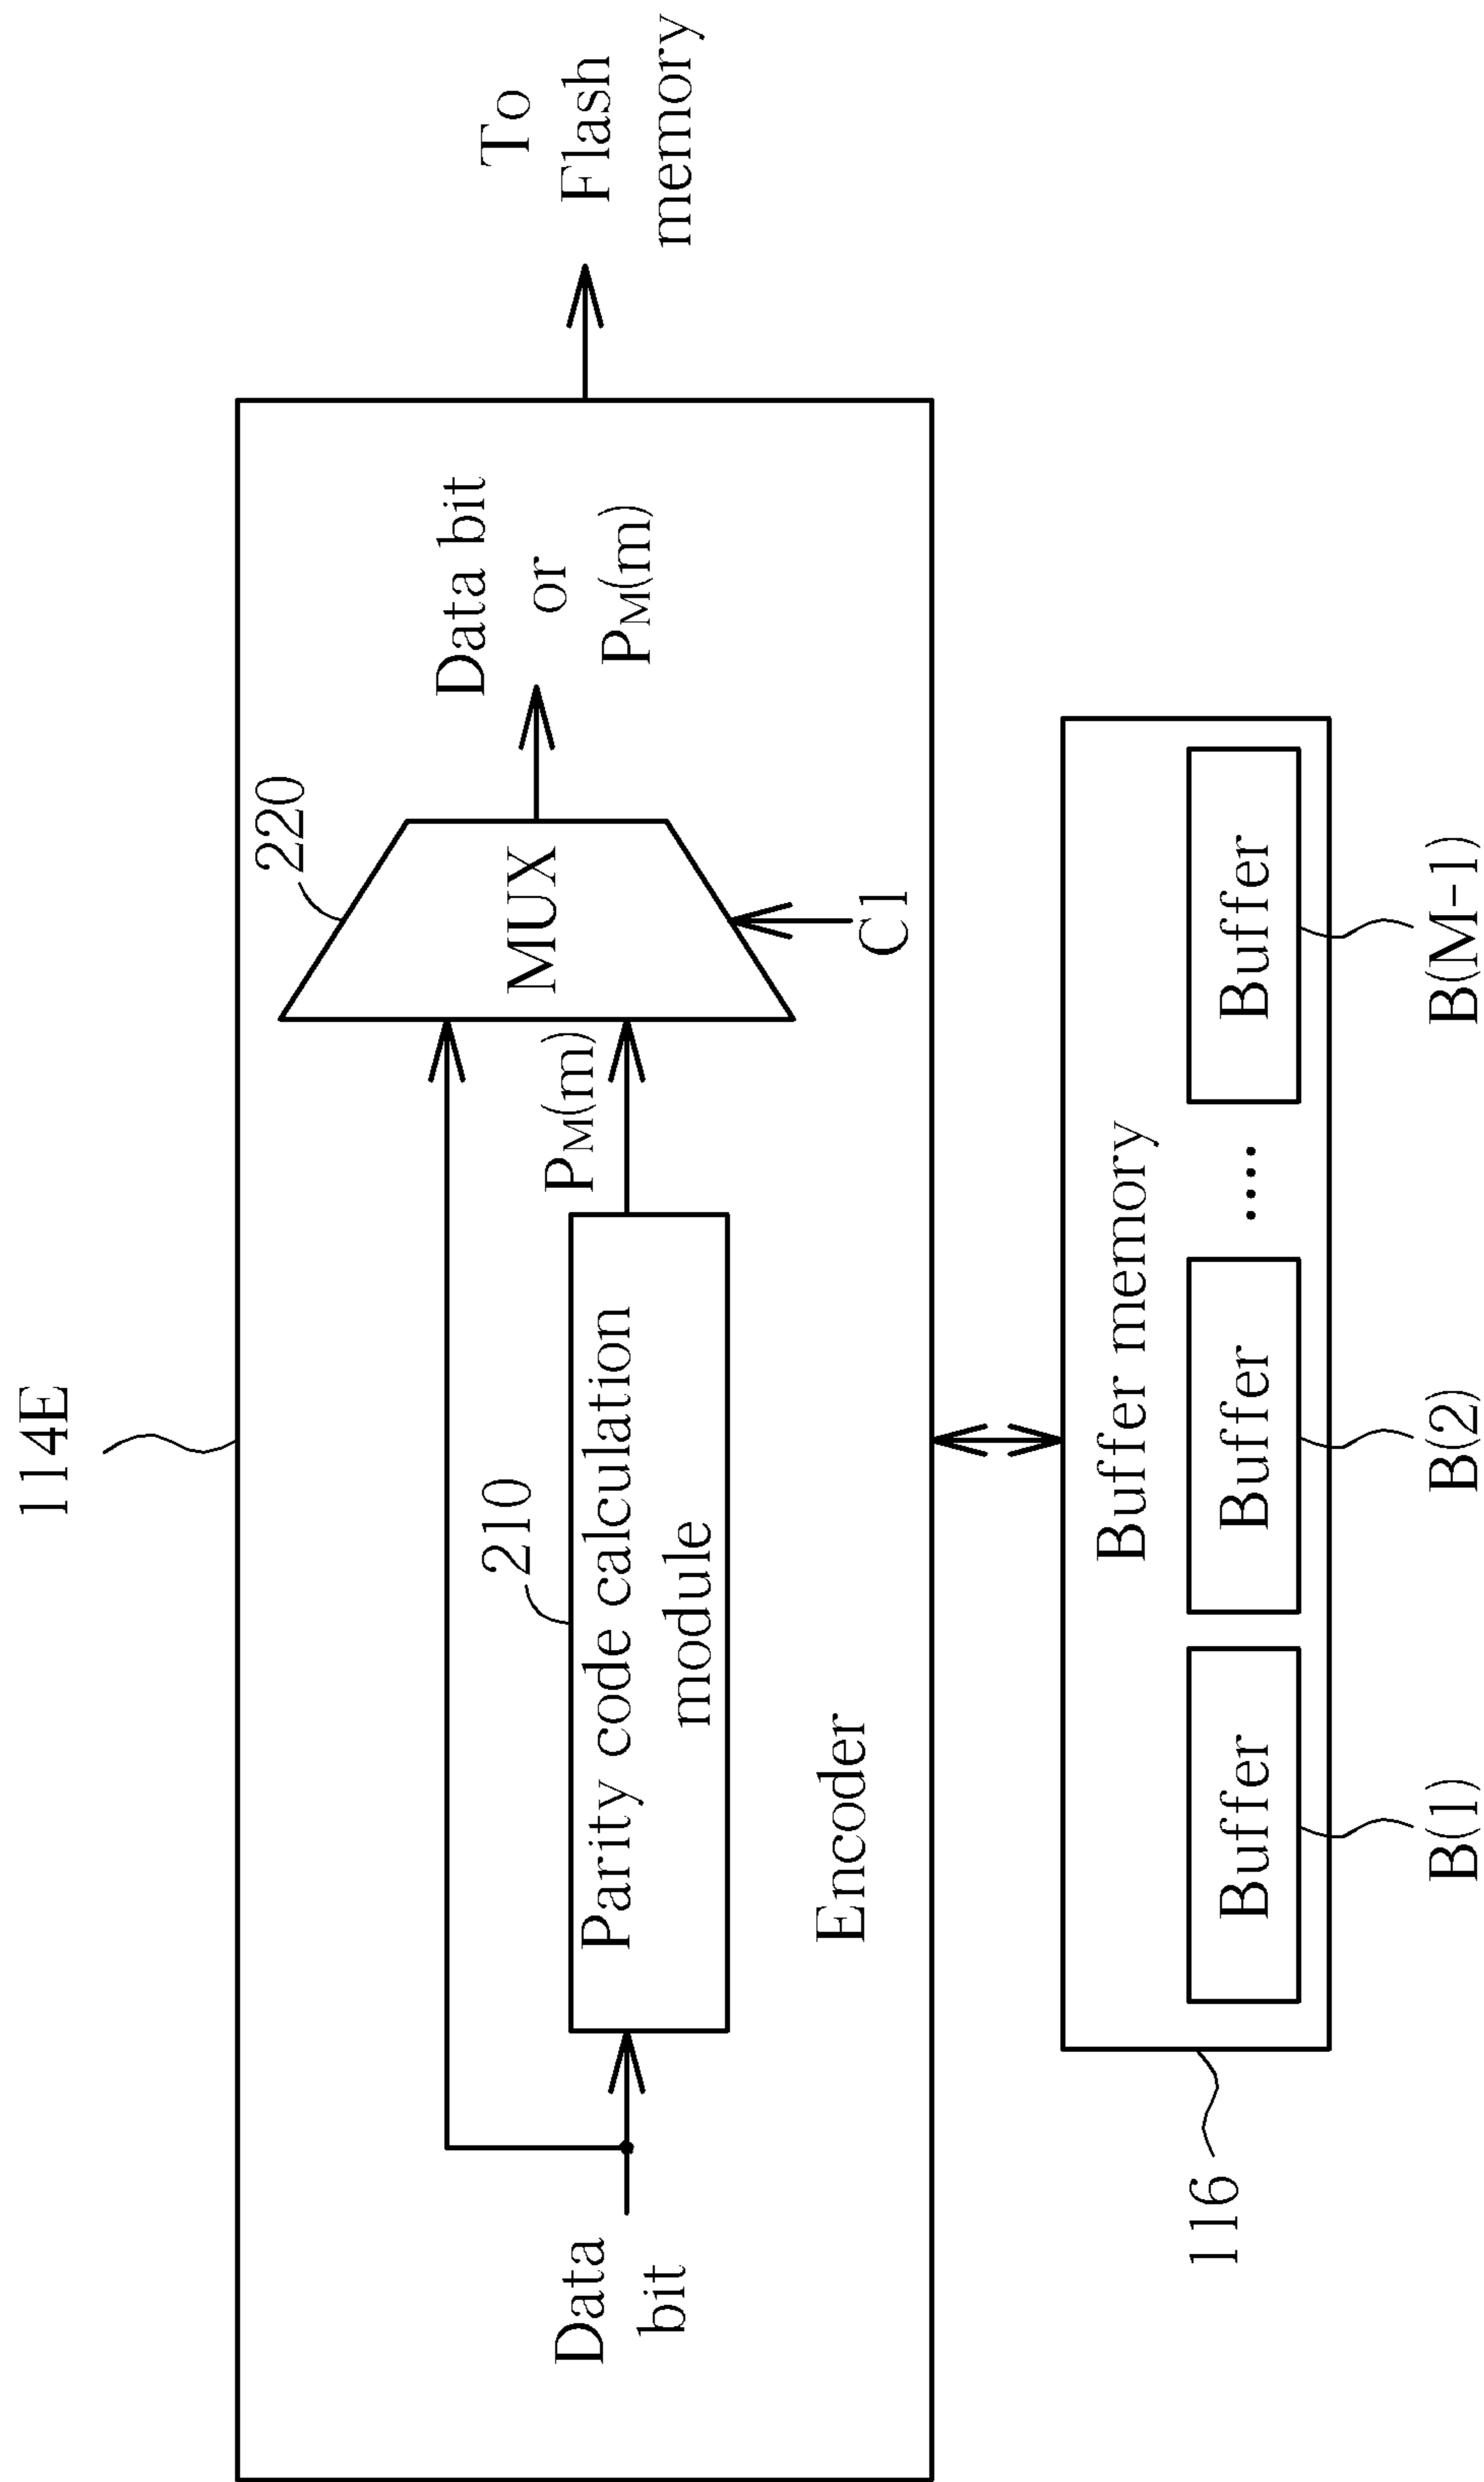 114E
220
Data bit
or
PM(m)
To
Flash
memory
MUX
C1
PM(m)
210
Parity code calculation
module
Data
bit
Encoder
Buffer memory
116
Buffer
Buffer
....
Buffer
B(1)
B(2)
B(M-1)